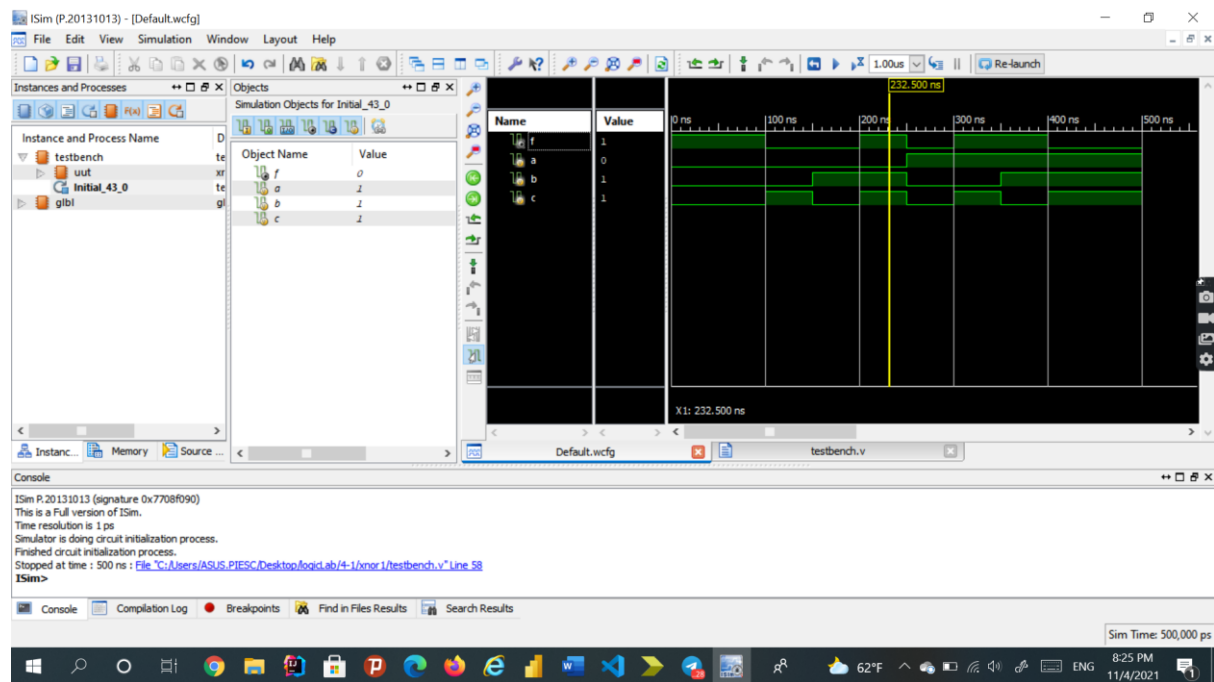 ISim (P.20131013) - [Default.wcfg]
File Edit View Simulation Window Layout Help
1.00us Re-launch
Instances and Processes
Instance and Process Name D
testbench te
uut xr
Initial_43_0 te
glbl gl
Instanc... Memory Source ...
Objects
Simulation Objects for Initial_43_0
Object Name Value
f 0
a 1
b 1
c 1
232.500 ns
Name Value
0 ns 100 ns 200 ns 300 ns 400 ns 500 ns
f 1
a 0
b 1
c 1
X1: 232.500 ns
Default.wcfg testbench.v
Console
ISim P.20131013 (signature 0x7708f090)
This is a Full version of ISim.
Time resolution is 1 ps
Simulator is doing circuit initialization process.
Finished circuit initialization process.
Stopped at time : 500 ns : File "C:/Users/ASUS.PIESC/Desktop/logicLab/4-1/xnor1/testbench.v" Line 58
ISim>
Console Compilation Log Breakpoints Find in Files Results Search Results
Sim Time: 500,000 ps
62°F ENG 8:25 PM
11/4/2021